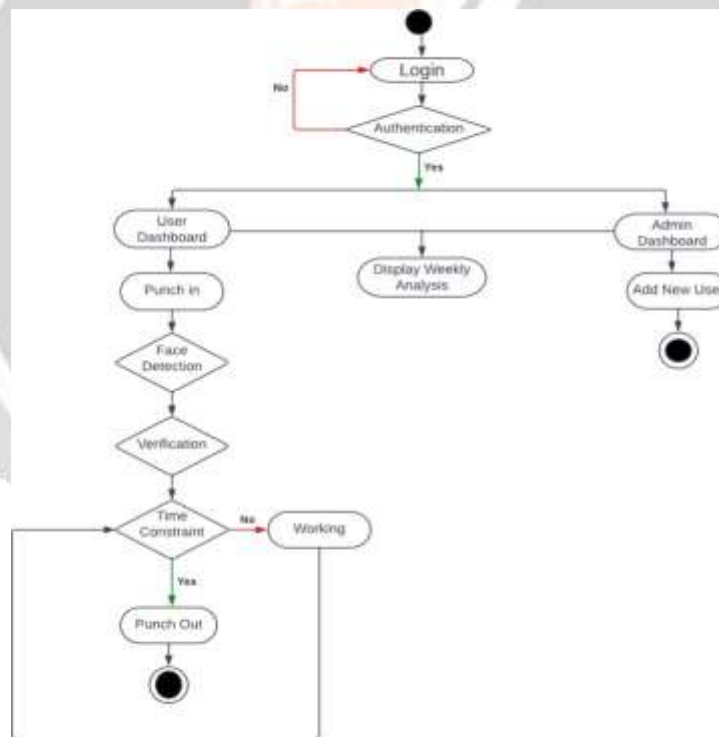 Login
No
Authentication
Yes
User
Dashboard
Admin
Dashboard
Display Weekly
Analysis
Punch in
Add New Use
Face
Detection
Verification
Time
Constraint
No
Working
Yes
Punch Out